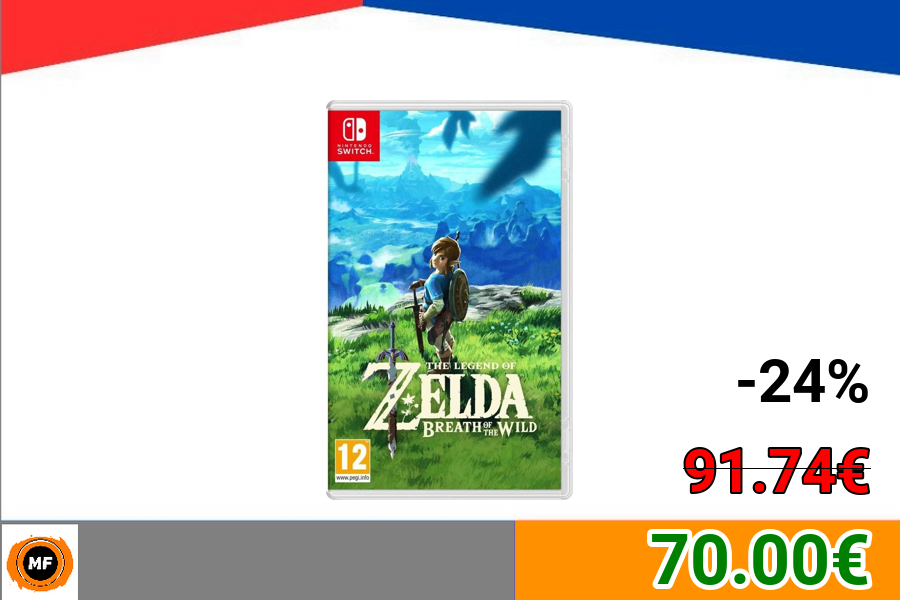 NINTENDO
SWITCH.
THE LEGEND OF
ZELDA
BREATH OF THE WILD
12
www.pegi.info
-24%
91.74€
70.00€
MF